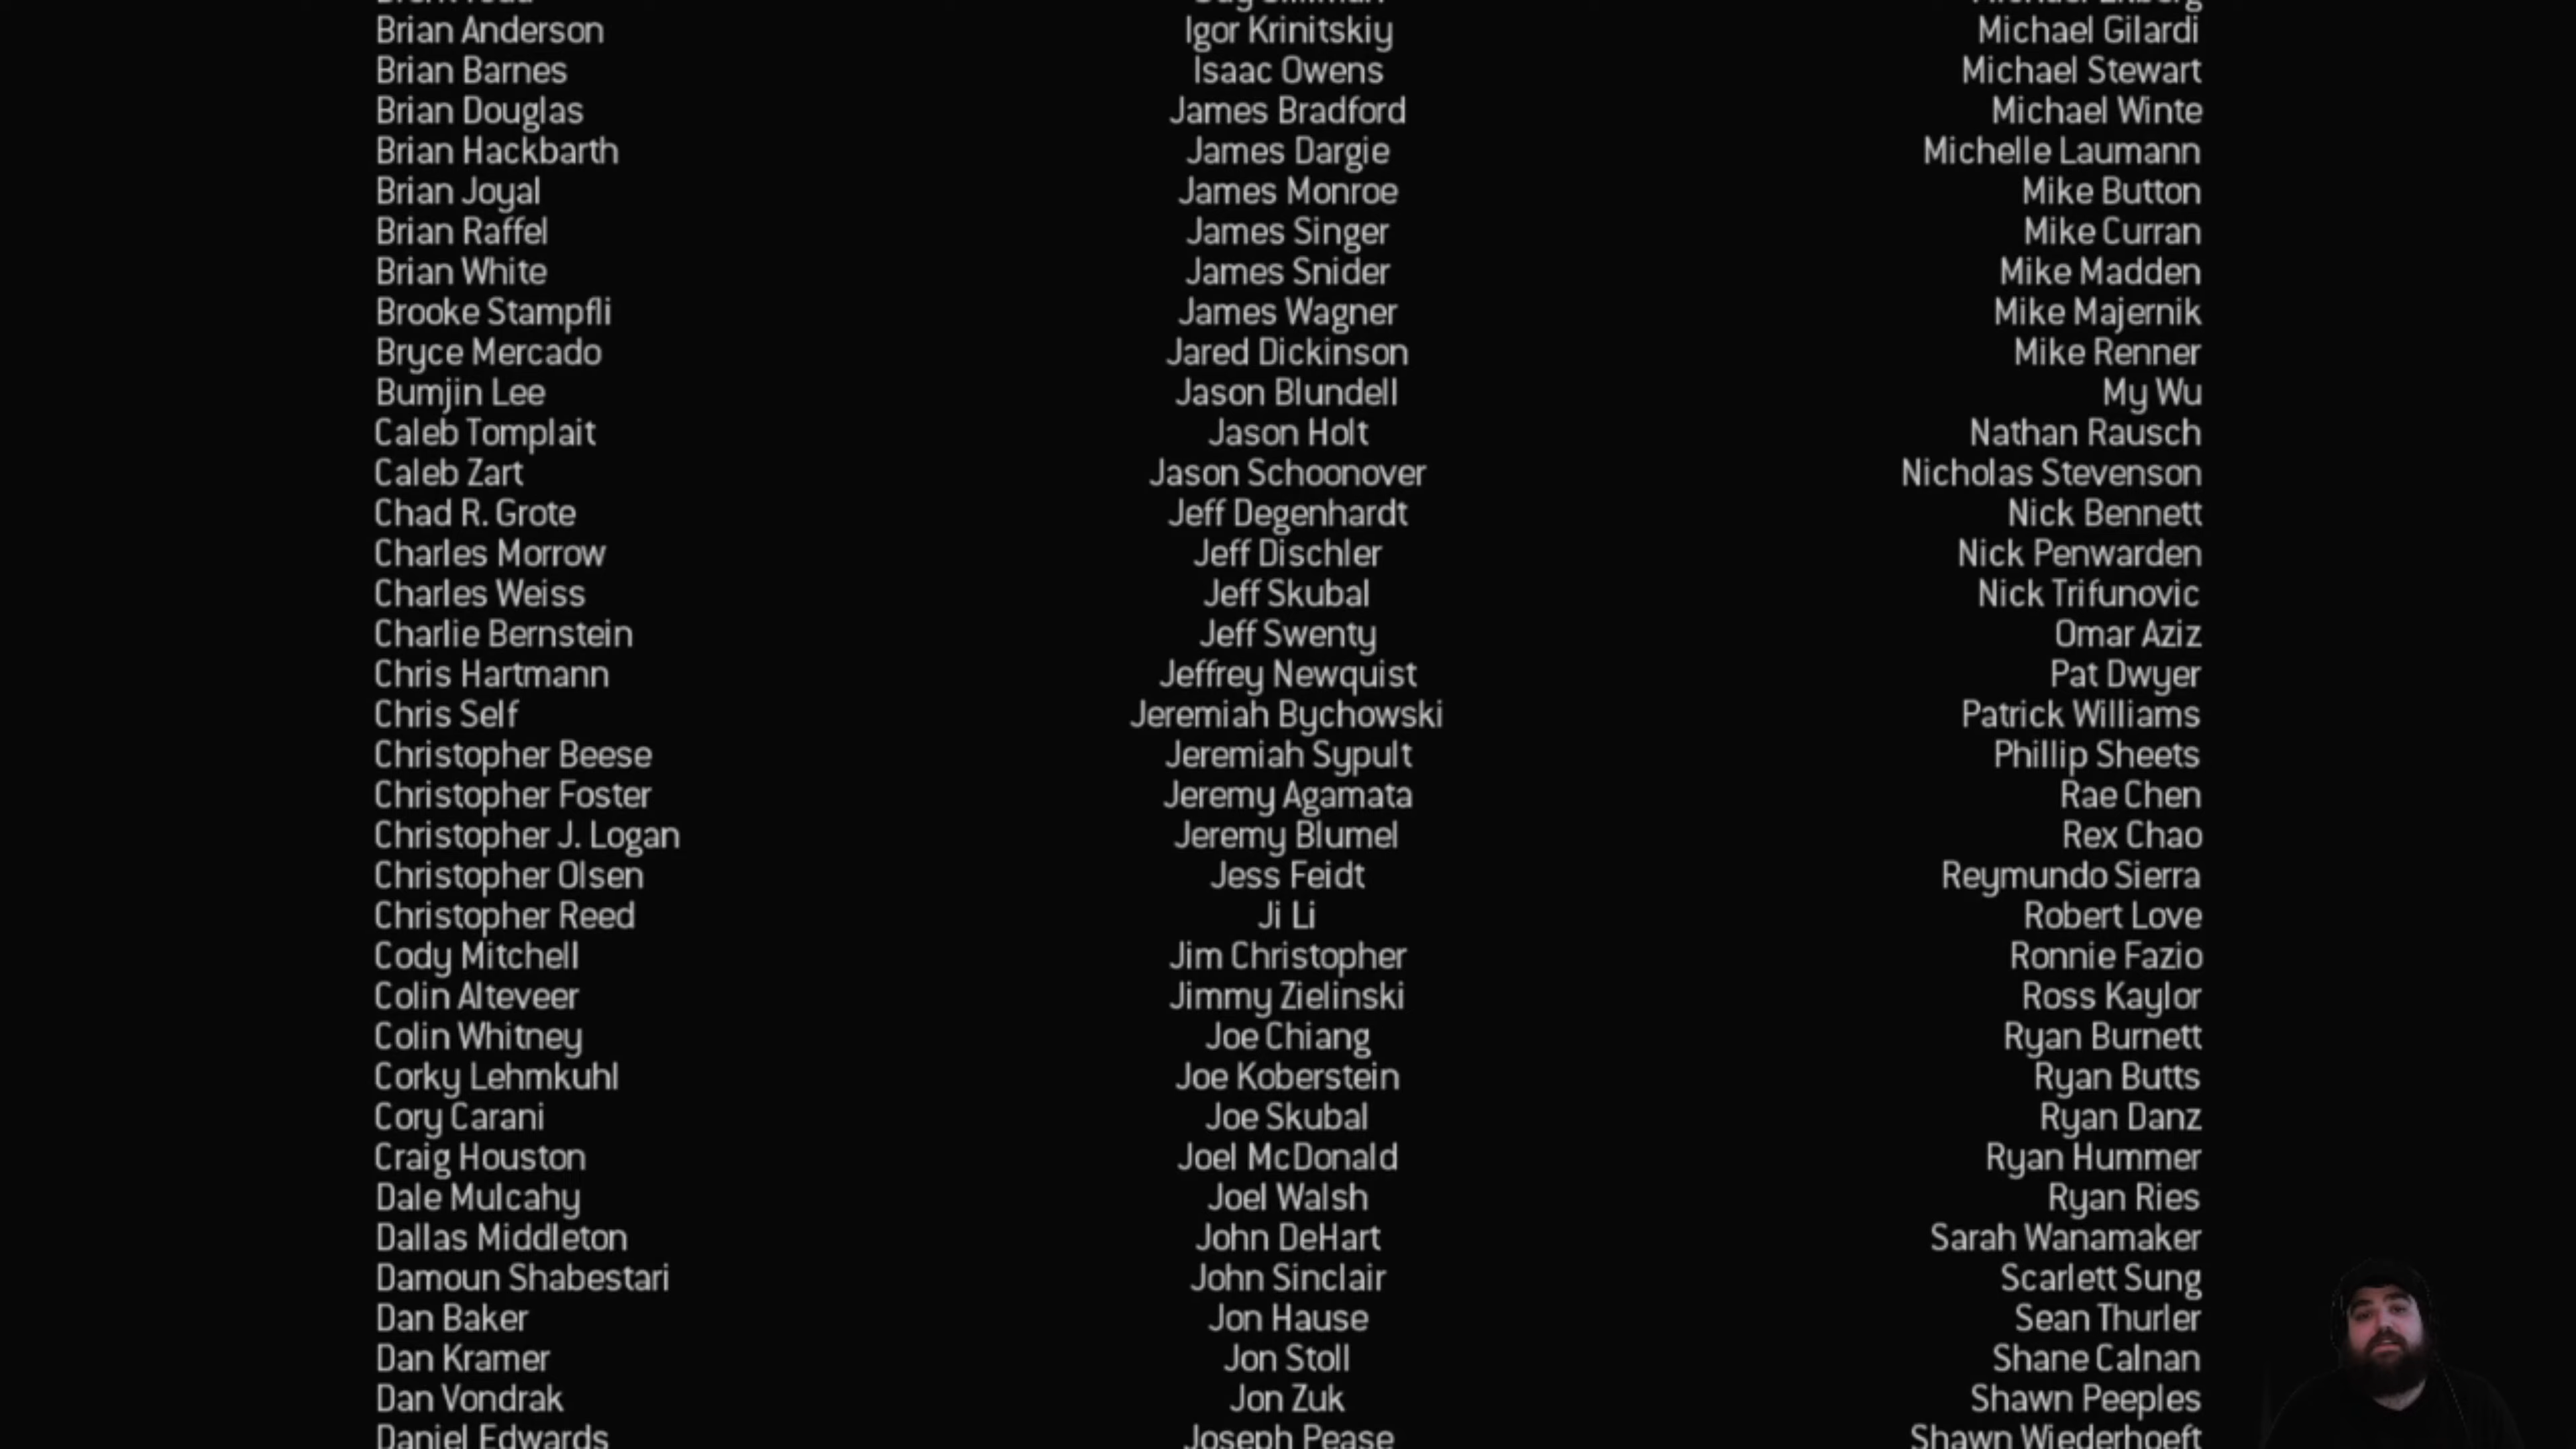 Brian Anderson
Brian Barnes
Brian Douglas
Brian Hackbarth
Brian Joyal
Brian Raffel
Brian White
Brooke Stampfli
Bryce Mercado
Bumjin Lee
Caleb Tomplait
Caleb Zart
Chad R. Grote
Charles Morrow
Charles Weiss
Charlie Bernstein
Chris Hartmann
Chris Self
Christopher Beese
Christopher Foster
Christopher J. Logan
Christopher Olsen
Christopher Reed
Cody Mitchell
Colin Alteveer
Colin Whitney
Corky Lehmkuhl
Cory Carani
Craig Houston
Dale Mulcahy
Dallas Middleton
Damoun Shabestari
Dan Baker
Dan Kramer
Dan Vondrak
Daniel Edwards
Igor Krinitskiy
Isaac Owens
James Bradford
James Dargie
James Monroe
James Singer
James Snider
James Wagner
Jared Dickinson
Jason Blundell
Jason Holt
Jason Schoonover
Jeff Degenhardt
Jeff Dischler
Jeff Skubal
Jeff Swenty
Jeffrey Newquist
Jeremiah Bychowski
Jeremiah Sypult
Jeremy Agamata
Jeremy Blumel
Jess Feidt
Ji Li
Jim Christopher
Jimmy Zielinski
Joe Chiang
Joe Koberstein
Joe Skubal
Joel McDonald
Joel Walsh
John DeHart
John Sinclair
Jon Hause
Jon Stoll
Jon Zuk
Joseph Pease
Michael Gilardi
Michael Stewart
Michael Winte
Michelle Laumann
Mike Button
Mike Curran
Mike Madden
Mike Majernik
Mike Renner
My Wu
Nathan Rausch
Nicholas Stevenson
Nick Bennett
Nick Penwarden
Nick Trifunovic
Omar Aziz
Pat Dwyer
Patrick Williams
Phillip Sheets
Rae Chen
Rex Chao
Reymundo Sierra
Robert Love
Ronnie Fazio
Ross Kaylor
Ryan Burnett
Ryan Butts
Ryan Danz
Ryan Hummer
Ryan Ries
Sarah Wanamaker
Scarlett Sung
Sean Thurler
Shane Calnan
Shawn Peeples
Shawn Wiederhoeft